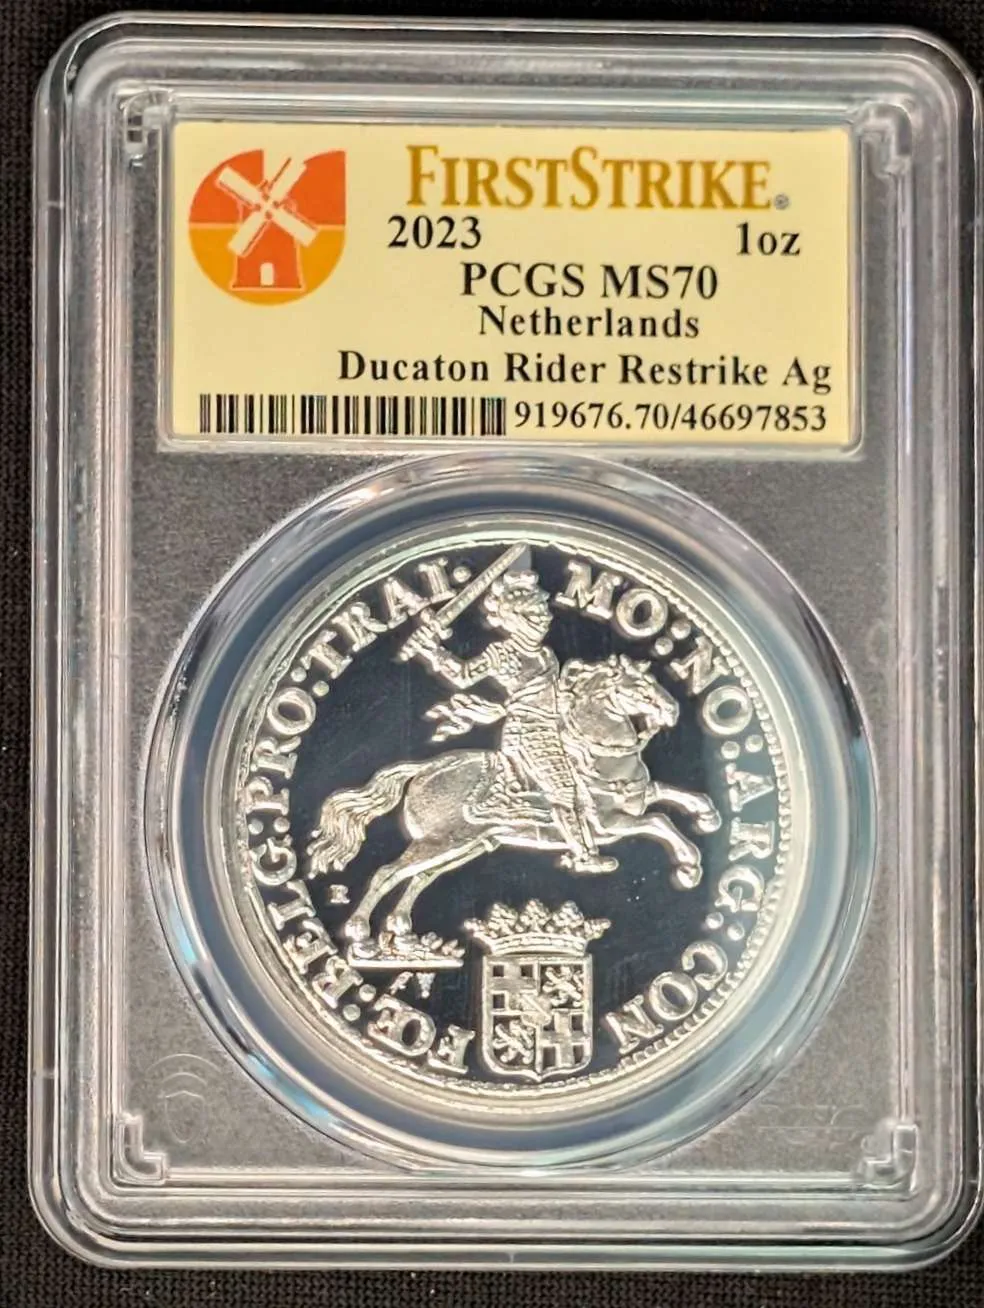 FIRSTSTRIKE®
2023 1oz
PCGS MS70
Netherlands
Ducaton Rider Restrike Ag
919676.70/46697853
MO:NO:ARG:CON
FŒ:BELG:PRO·TRAI·
R